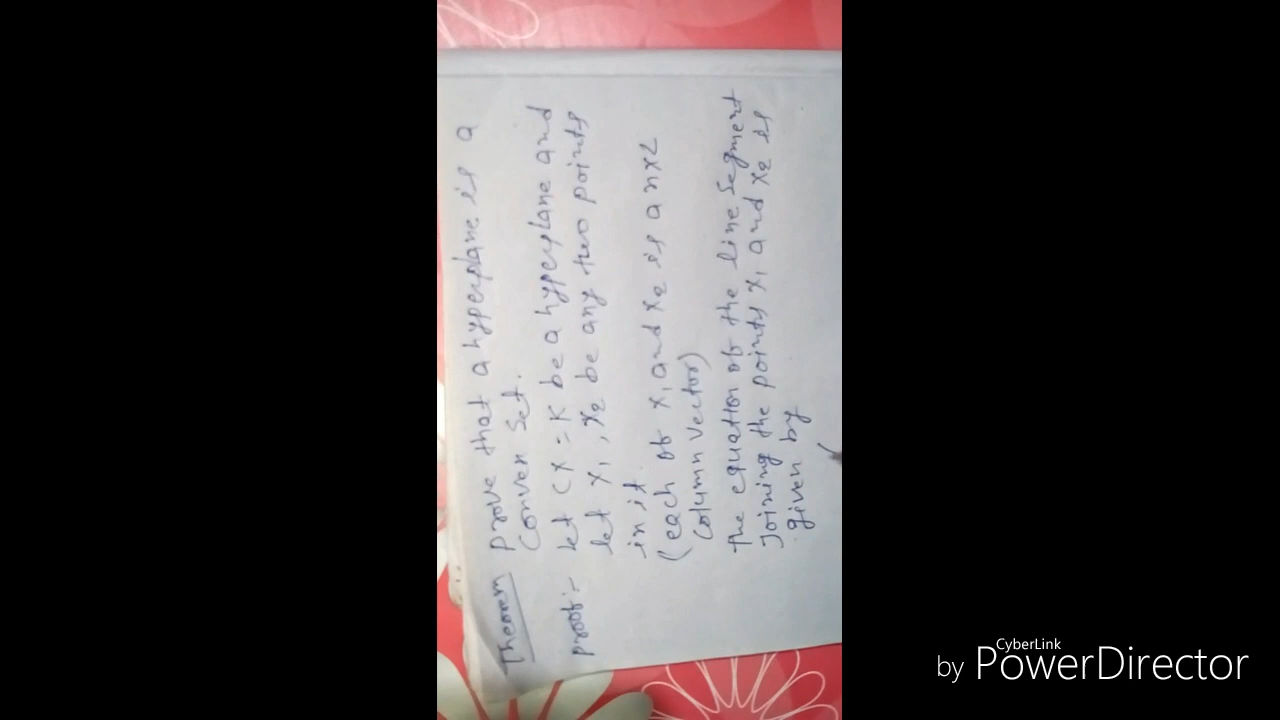 Theorem prove that a hyperplane is a
Convex Set.
proof:- let CX = K be a hyperplane and
let X1, X2 be any two points
in it.
(each of X1 and X2 is a nx1
column vector)
The equation of the line segment
Joining the points X1 and X2 is
given by
(
by CyberLink PowerDirector